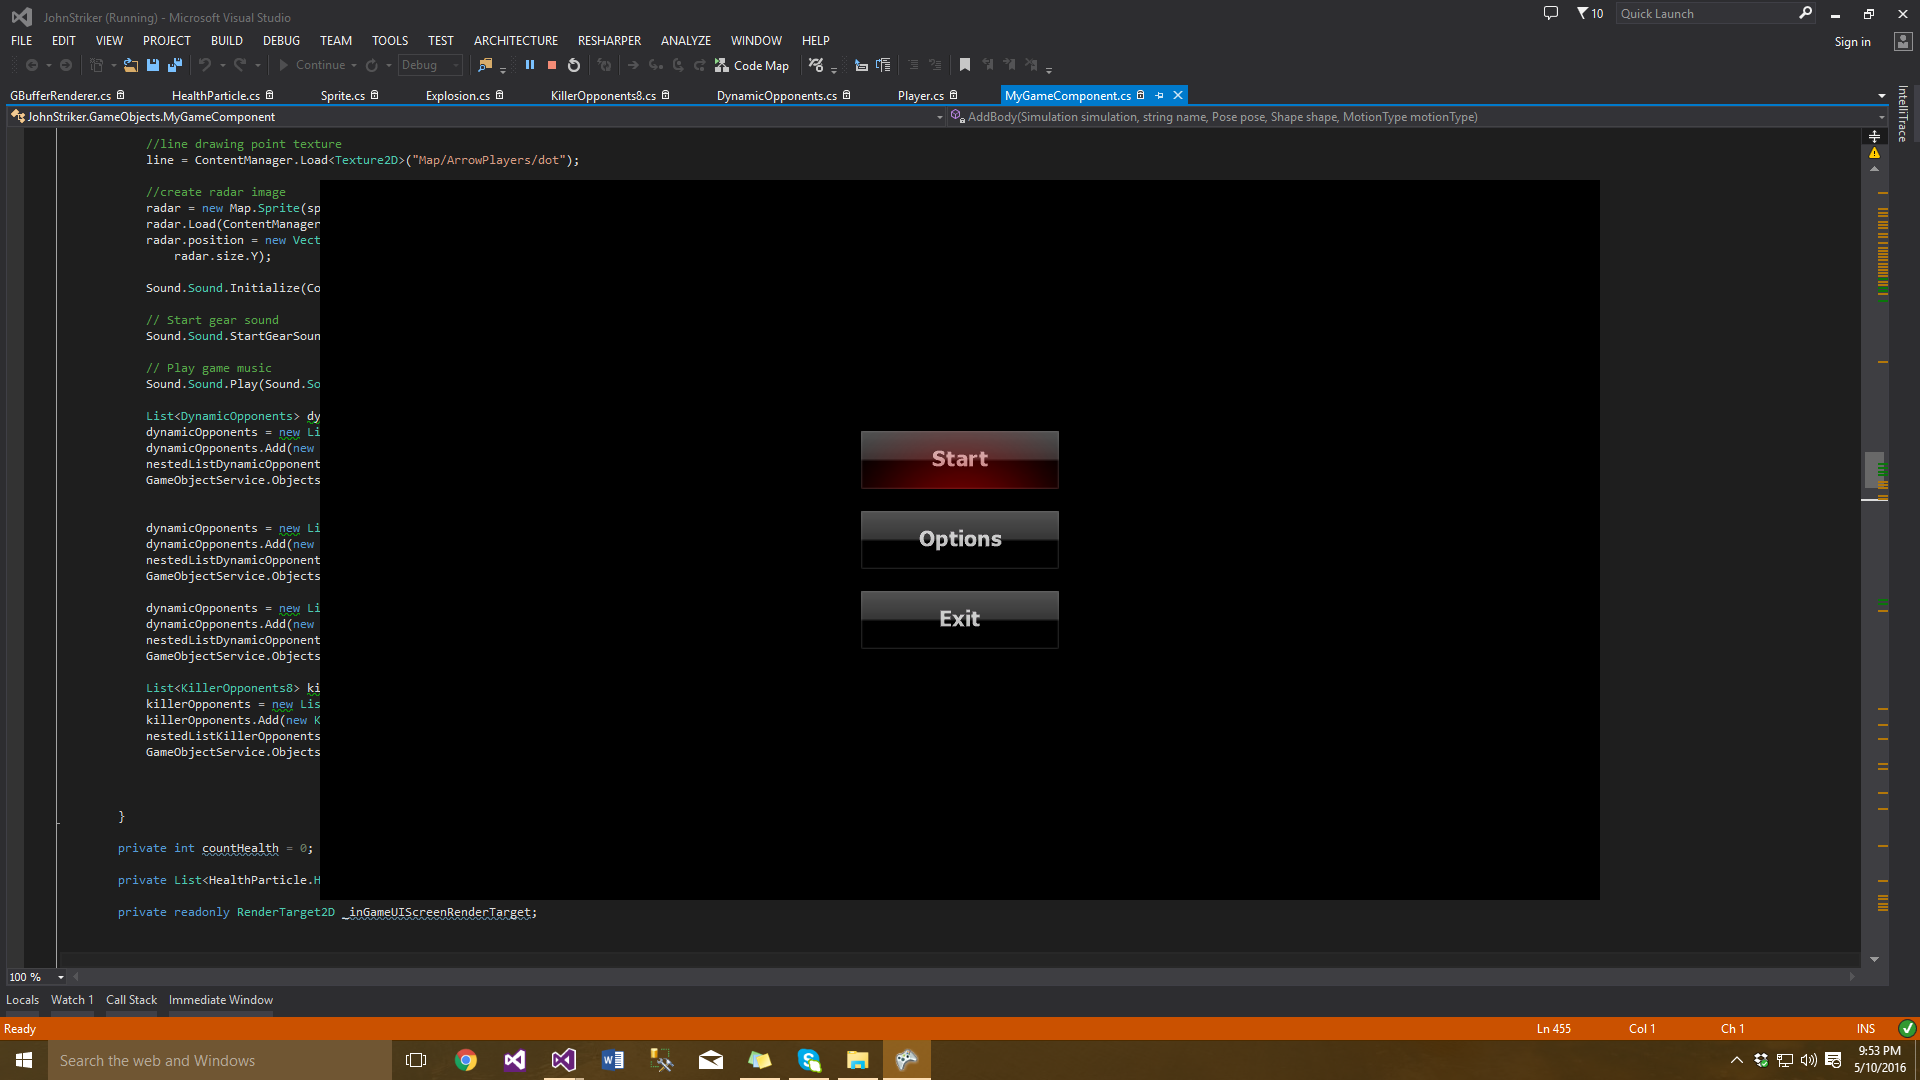 JohnStriker (Running) - Microsoft Visual Studio
10
Quick Launch
FILE EDIT VIEW PROJECT BUILD DEBUG TEAM TOOLS TEST ARCHITECTURE RESHARPER ANALYZE WINDOW HELP
Sign in
Continue Debug Code Map
GBufferRenderer.cs HealthParticle.cs Sprite.cs Explosion.cs KillerOpponents8.cs DynamicOpponents.cs Player.cs MyGameComponent.cs
IntelliTrace
JohnStriker.GameObjects.MyGameComponent
AddBody(Simulation simulation, string name, Pose pose, Shape shape, MotionType motionType)
//line drawing point texture
line = ContentManager.Load<Texture2D>("Map/ArrowPlayers/dot");
//create radar image
radar = new Map.Sprite(sp
radar.Load(ContentManager
radar.position = new Vect
radar.size.Y);
Sound.Sound.Initialize(Co
// Start gear sound
Sound.Sound.StartGearSoun
// Play game music
Sound.Sound.Play(Sound.So
List<DynamicOpponents> dy
dynamicOpponents = new Li
dynamicOpponents.Add(new
nestedListDynamicOpponent
GameObjectService.Objects
dynamicOpponents = new Li
dynamicOpponents.Add(new
nestedListDynamicOpponent
GameObjectService.Objects
dynamicOpponents = new Li
dynamicOpponents.Add(new
nestedListDynamicOpponent
GameObjectService.Objects
List<KillerOpponents8> ki
killerOpponents = new Lis
killerOpponents.Add(new K
nestedListKillerOpponents
GameObjectService.Objects
}
private int countHealth = 0;
private List<HealthParticle.H
private readonly RenderTarget2D _inGameUIScreenRenderTarget;
Start
Options
Exit
100 %
Locals Watch 1 Call Stack Immediate Window
Ready Ln 455 Col 1 Ch 1 INS
Search the web and Windows
9:53 PM
5/10/2016